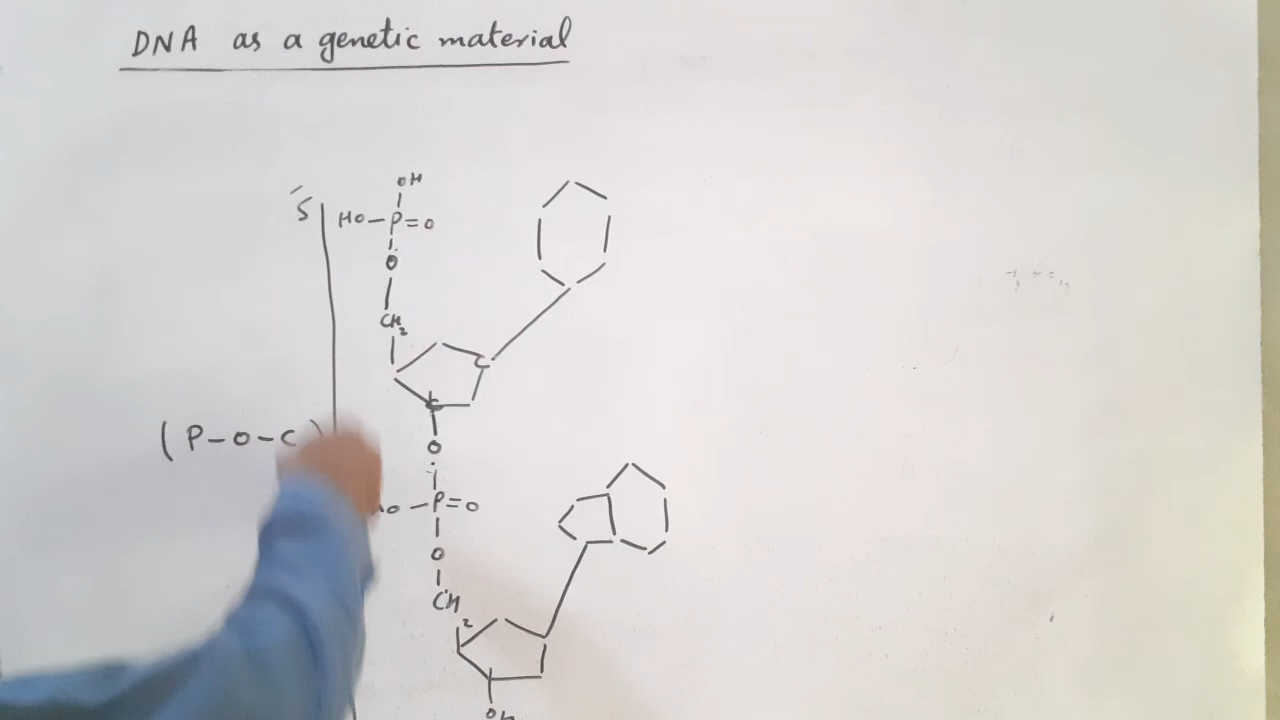 DNA as a genetic material
OH
5'
HO-P=O
O
CH2
C
C
(P-O-C)
O
O-P=O
O
CH2
OH